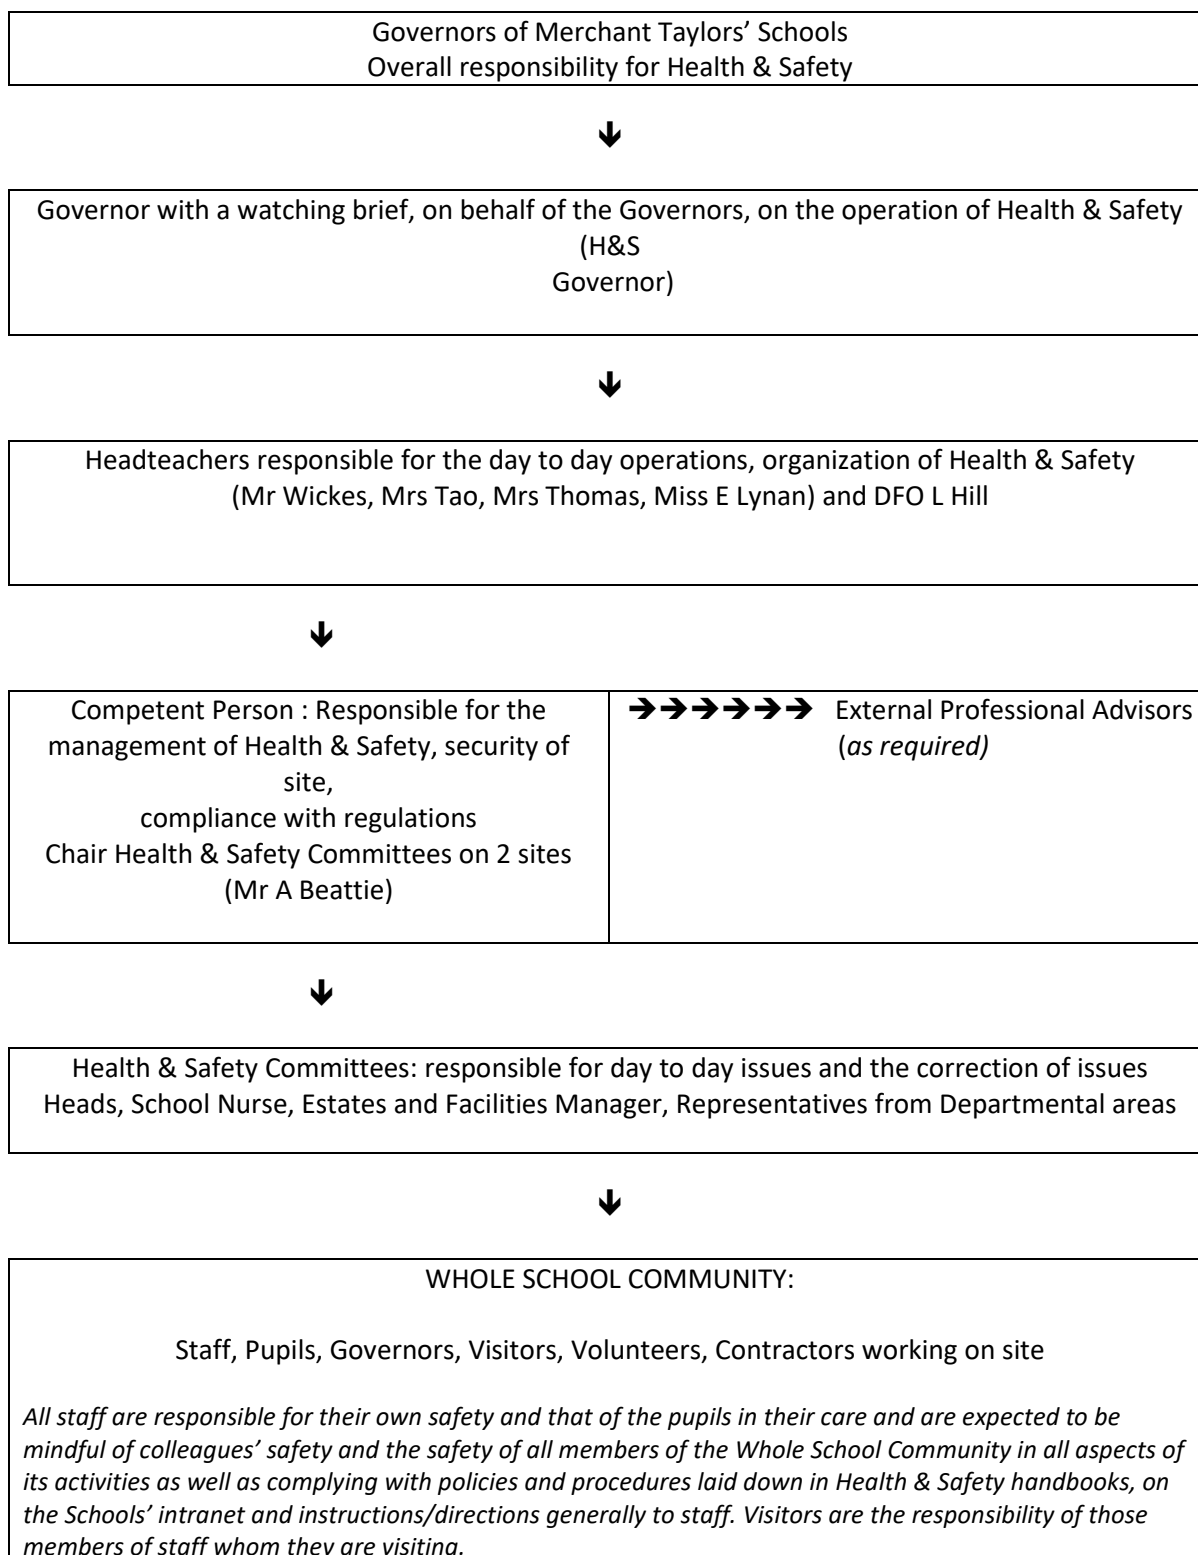 Governors of Merchant Taylors’ Schools
Overall responsibility for Health & Safety
🡻
Governor with a watching brief, on behalf of the Governors, on the operation of Health & Safety
(H&S
Governor)
🡻
Headteachers responsible for the day to day operations, organization of Health & Safety
(Mr Wickes, Mrs Tao, Mrs Thomas, Miss E Lynan) and DFO L Hill
🡻
Competent Person : Responsible for the
management of Health & Safety, security of
site,
compliance with regulations
Chair Health & Safety Committees on 2 sites
(Mr A Beattie)
➔➔➔➔➔➔ External Professional Advisors
(as required)
🡻
Health & Safety Committees: responsible for day to day issues and the correction of issues
Heads, School Nurse, Estates and Facilities Manager, Representatives from Departmental areas
🡻
WHOLE SCHOOL COMMUNITY:
Staff, Pupils, Governors, Visitors, Volunteers, Contractors working on site
All staff are responsible for their own safety and that of the pupils in their care and are expected to be
mindful of colleagues’ safety and the safety of all members of the Whole School Community in all aspects of
its activities as well as complying with policies and procedures laid down in Health & Safety handbooks, on
the Schools’ intranet and instructions/directions generally to staff. Visitors are the responsibility of those
members of staff whom they are visiting.